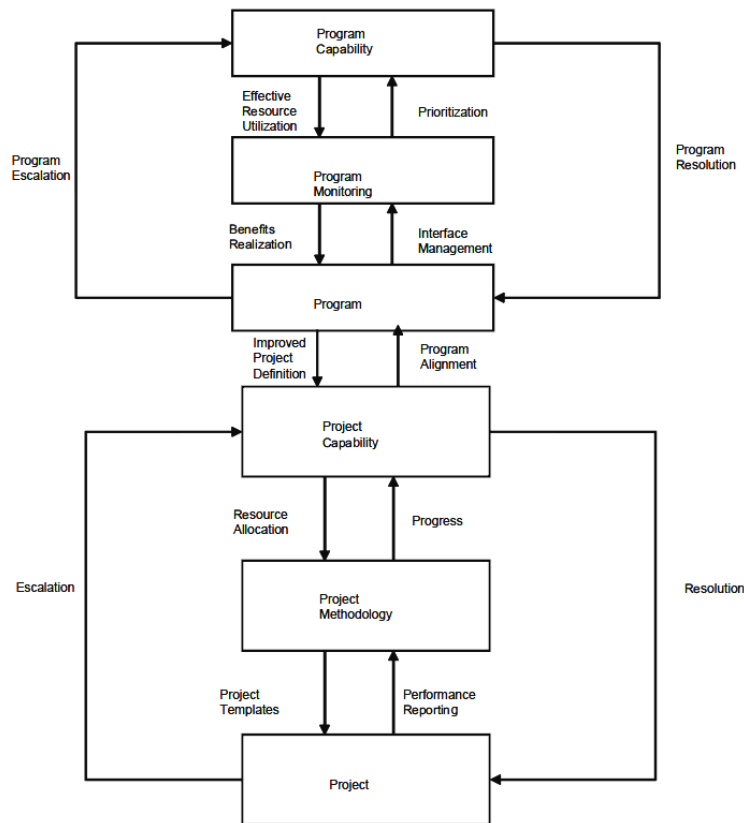 Program
Capability
Effective
Resource
Utilization
Prioritization
Program
Escalation
Program
Resolution
Program
Monitoring
Benefits
Realization
Interface
Management
Program
Improved
Project
Definition
Program
Alignment
Project
Capability
Resource
Allocation
Progress
Escalation
Resolution
Project
Methodology
Project
Templates
Performance
Reporting
Project